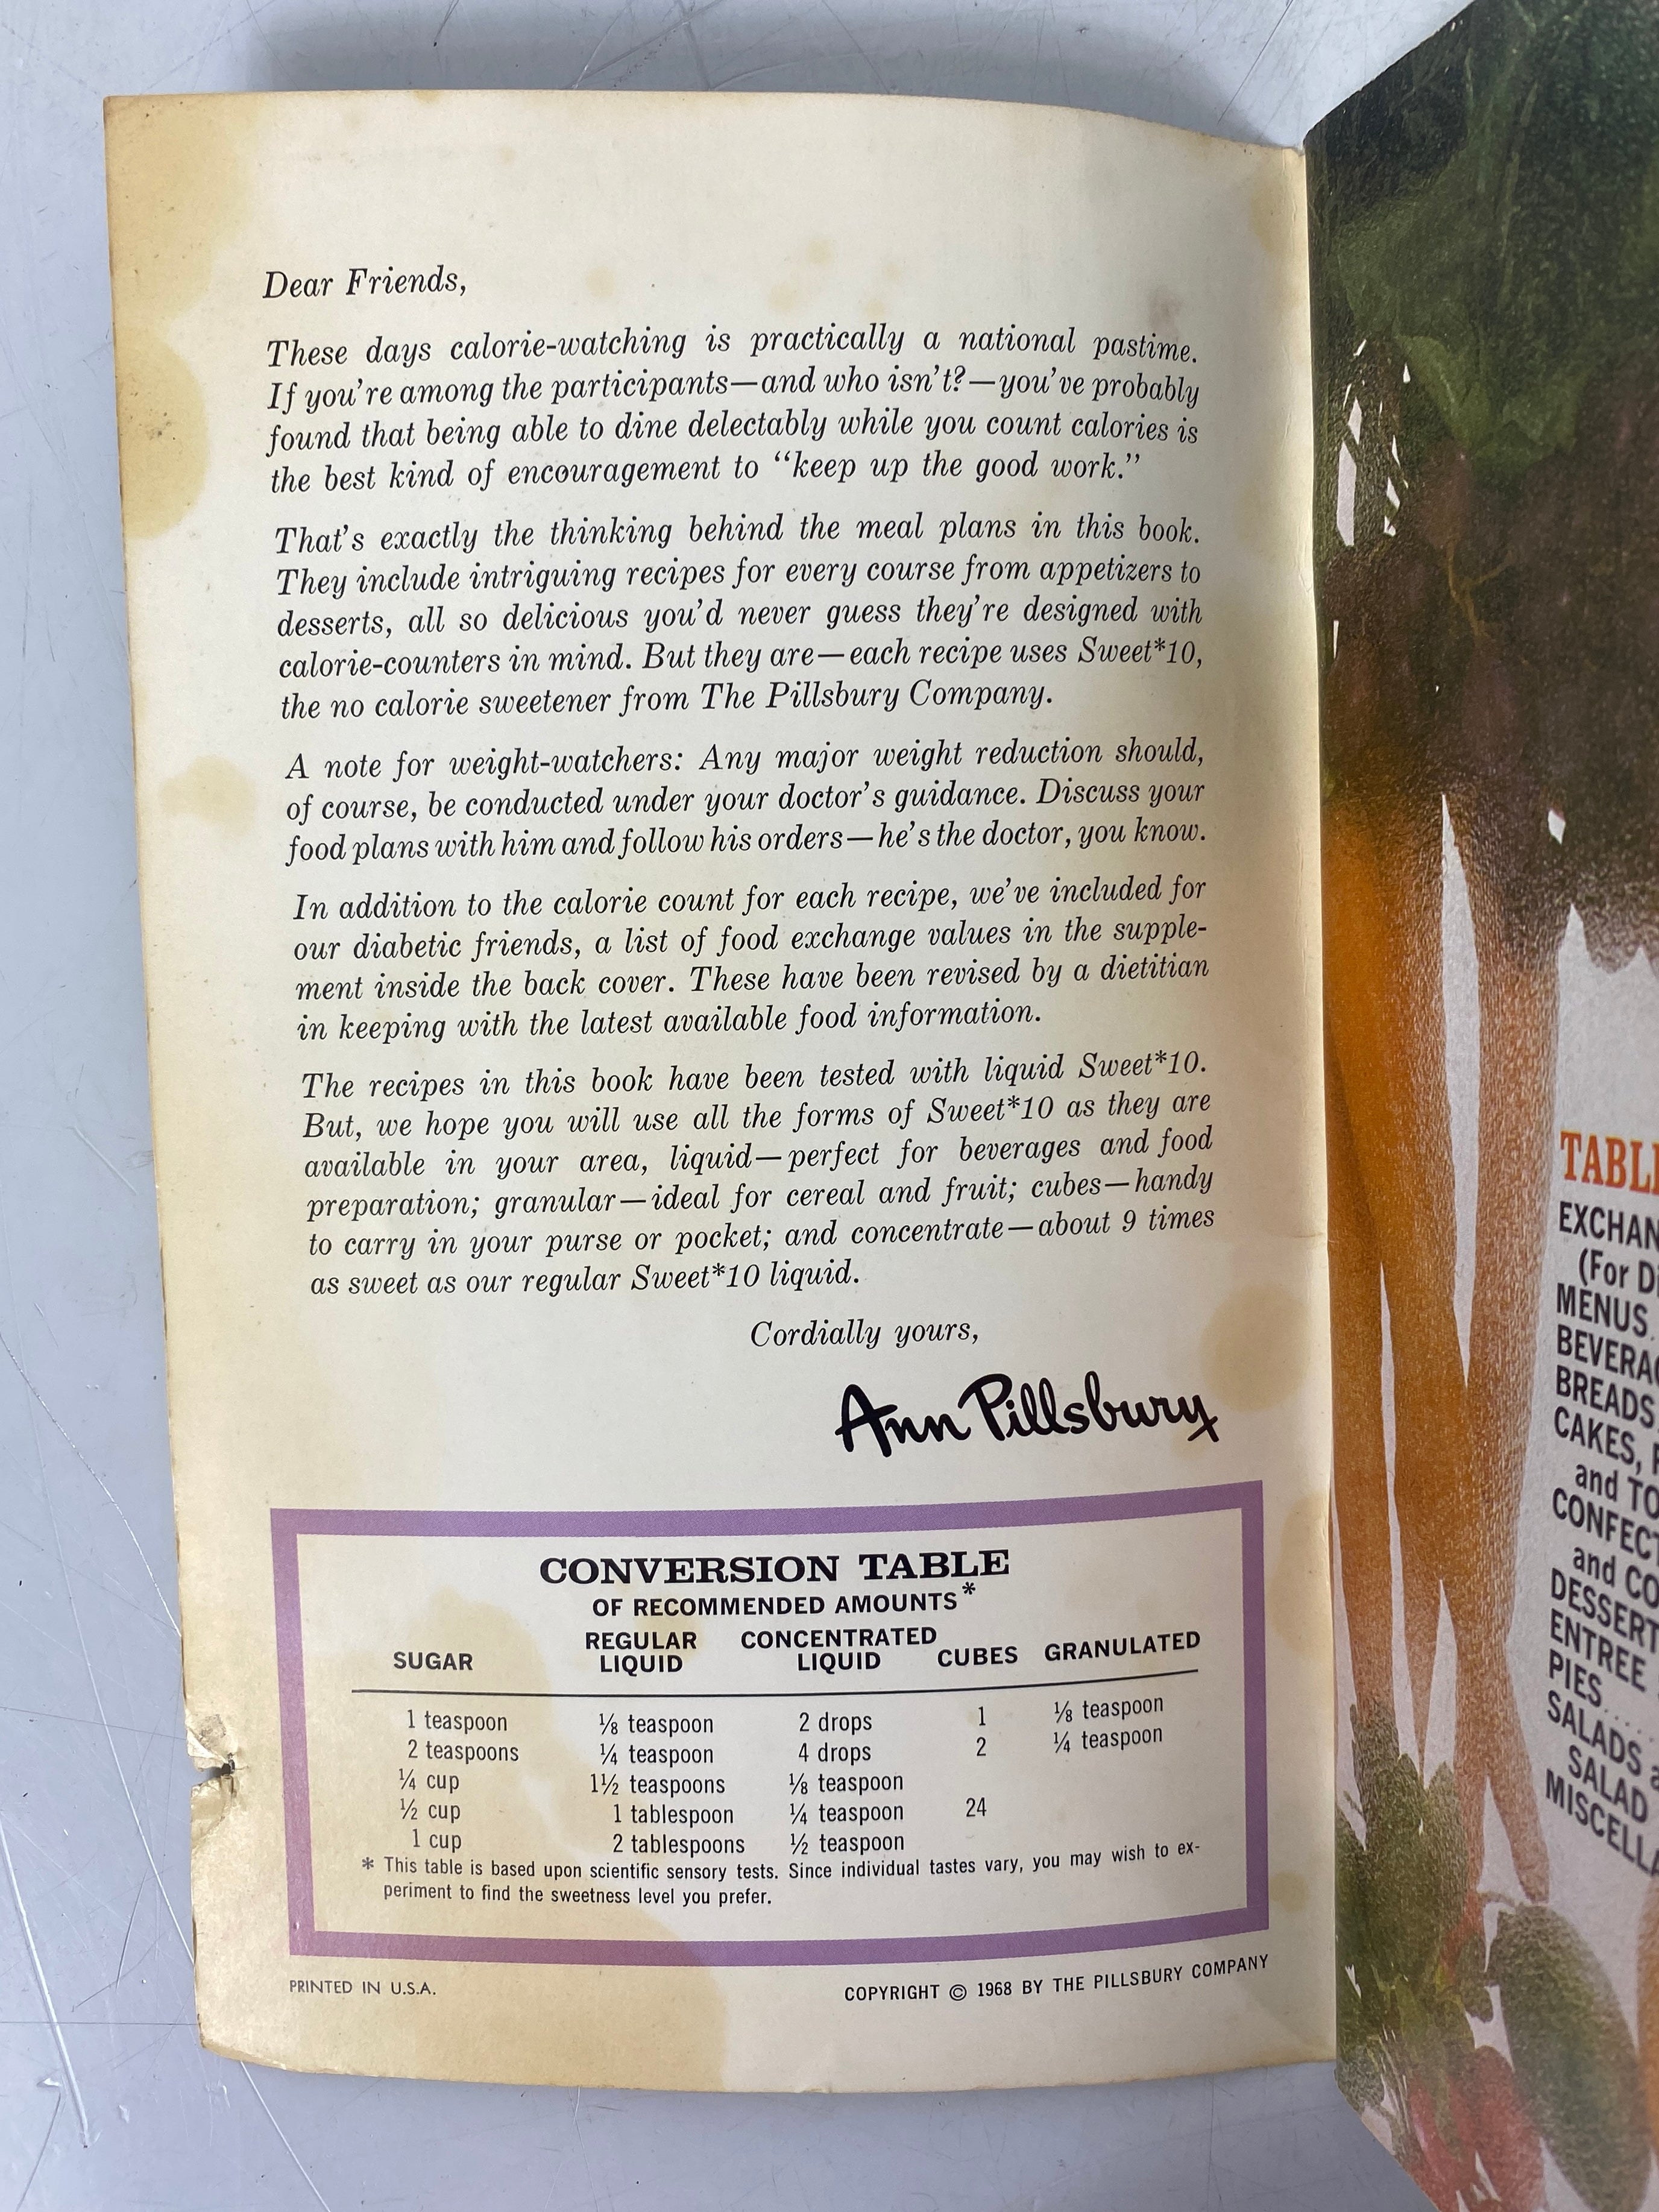 Dear Friends,
These days calorie-watching is practically a national pastime.
If you're among the participants—and who isn't?—you've probably
found that being able to dine delectably while you count calories is
the best kind of encouragement to “keep up the good work.”
That's exactly the thinking behind the meal plans in this book.
They include intriguing recipes for every course from appetizers to
desserts, all so delicious you'd never guess they're designed with
calorie-counters in mind. But they are—each recipe uses Sweet*10,
the no calorie sweetener from The Pillsbury Company.
A note for weight-watchers: Any major weight reduction should,
of course, be conducted under your doctor's guidance. Discuss your
food plans with him and follow his orders—he's the doctor, you know.
In addition to the calorie count for each recipe, we've included for
our diabetic friends, a list of food exchange values in the supple-
ment inside the back cover. These have been revised by a dietitian
in keeping with the latest available food information.
The recipes in this book have been tested with liquid Sweet*10.
But, we hope you will use all the forms of Sweet*10 as they are
available in your area, liquid—perfect for beverages and food
preparation; granular—ideal for cereal and fruit; cubes—handy
to carry in your purse or pocket; and concentrate—about 9 times
as sweet as our regular Sweet*10 liquid.
Cordially yours,
Ann Pillsbury
CONVERSION TABLE
OF RECOMMENDED AMOUNTS*
SUGAR REGULAR LIQUID CONCENTRATED LIQUID CUBES GRANULATED
1 teaspoon ⅛ teaspoon 2 drops 1 ⅛ teaspoon
2 teaspoons ¼ teaspoon 4 drops 2 ¼ teaspoon
¼ cup 1½ teaspoons ⅛ teaspoon
½ cup 1 tablespoon ¼ teaspoon 24
1 cup 2 tablespoons ½ teaspoon
* This table is based upon scientific sensory tests. Since individual tastes vary, you may wish to ex-
periment to find the sweetness level you prefer.
PRINTED IN U.S.A. COPYRIGHT © 1968 BY THE PILLSBURY COMPANY
TABLE
EXCHAN
(For Di
MENUS
BEVERAG
BREADS
CAKES,
and TO
CONFECT
and CO
DESSERT
ENTREE
PIES
SALADS
SALAD
MISCELLA